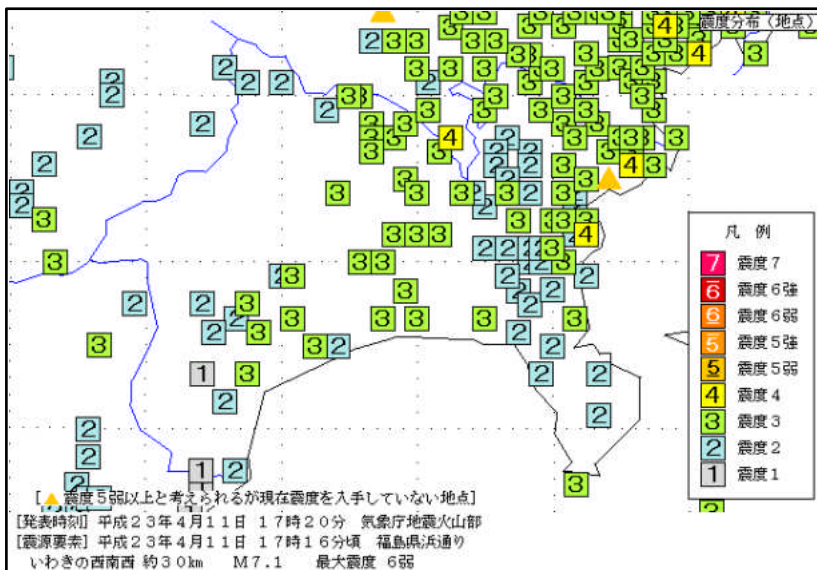 震度分布（地点）
凡 例
7 震度７
6 震度６強
6 震度６弱
5 震度５強
5 震度５弱
4 震度４
3 震度３
2 震度２
1 震度１
[▲震度５弱以上と考えられるが現在震度を入手していない地点]
[発表時刻] 平成２３年４月１１日 １７時２０分 気象庁地震火山部
[震源要素] 平成２３年４月１１日 １７時１６分頃 福島県浜通り
いわきの西南西 約３０km Ｍ７.１ 最大震度 ６弱